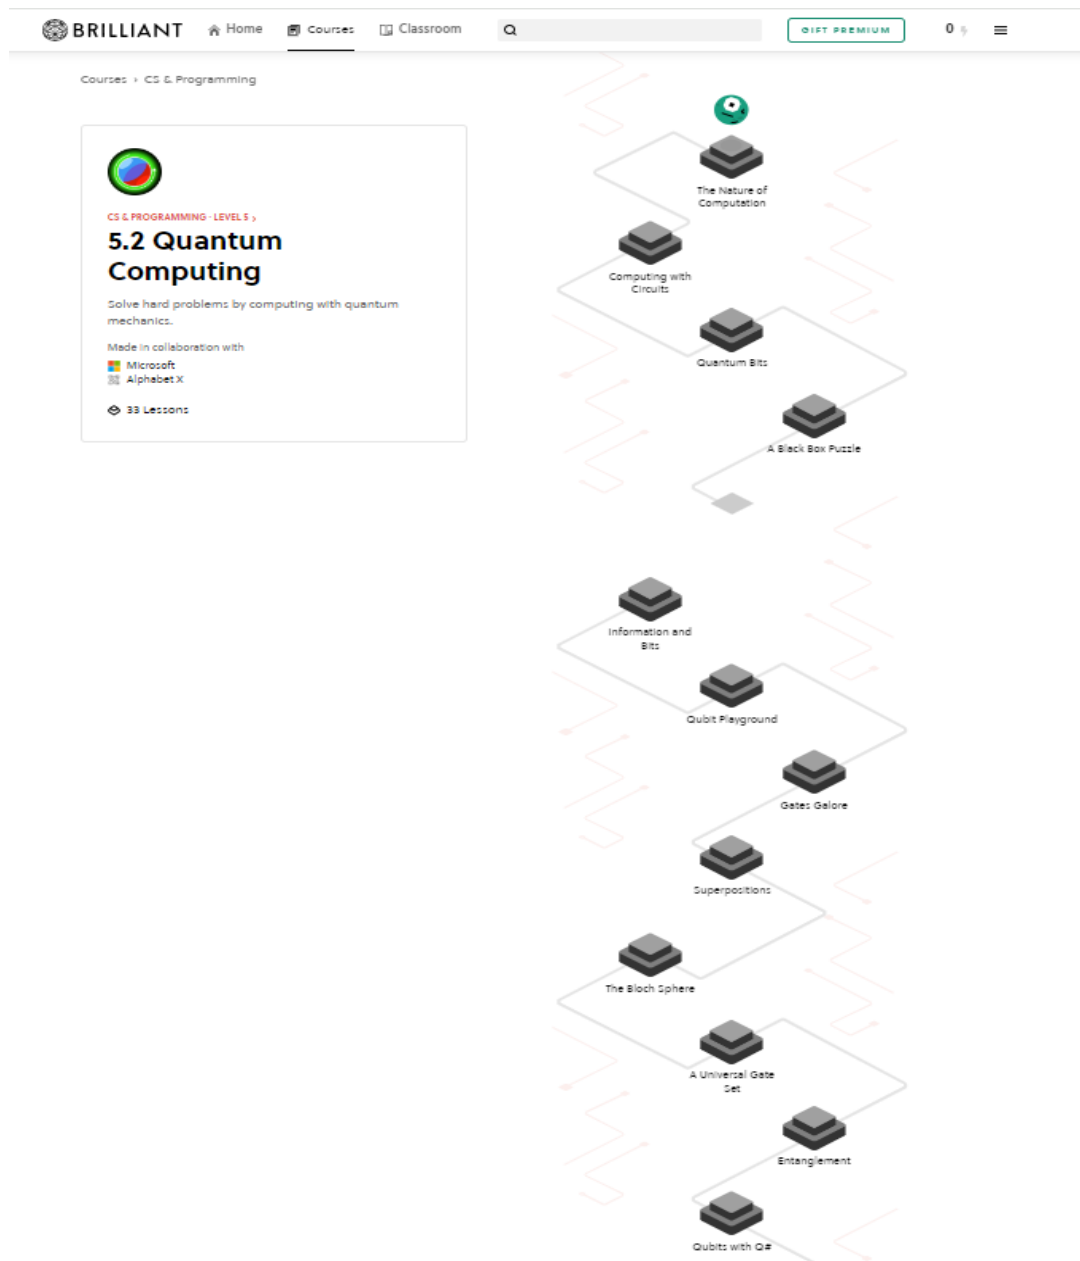 BRILLIANT Home Courses Classroom GIFT PREMIUM 0
Courses › CS & Programming
CS & PROGRAMMING · LEVEL 5 ›
5.2 Quantum
Computing
Solve hard problems by computing with quantum
mechanics.
Made in collaboration with
Microsoft
Alphabet X
33 Lessons
The Nature of
Computation
Computing with
Circuits
Quantum Bits
A Black Box Puzzle
Information and
Bits
Qubit Playground
Gates Galore
Superpositions
The Bloch Sphere
A Universal Gate
Set
Entanglement
Qubits with Q#